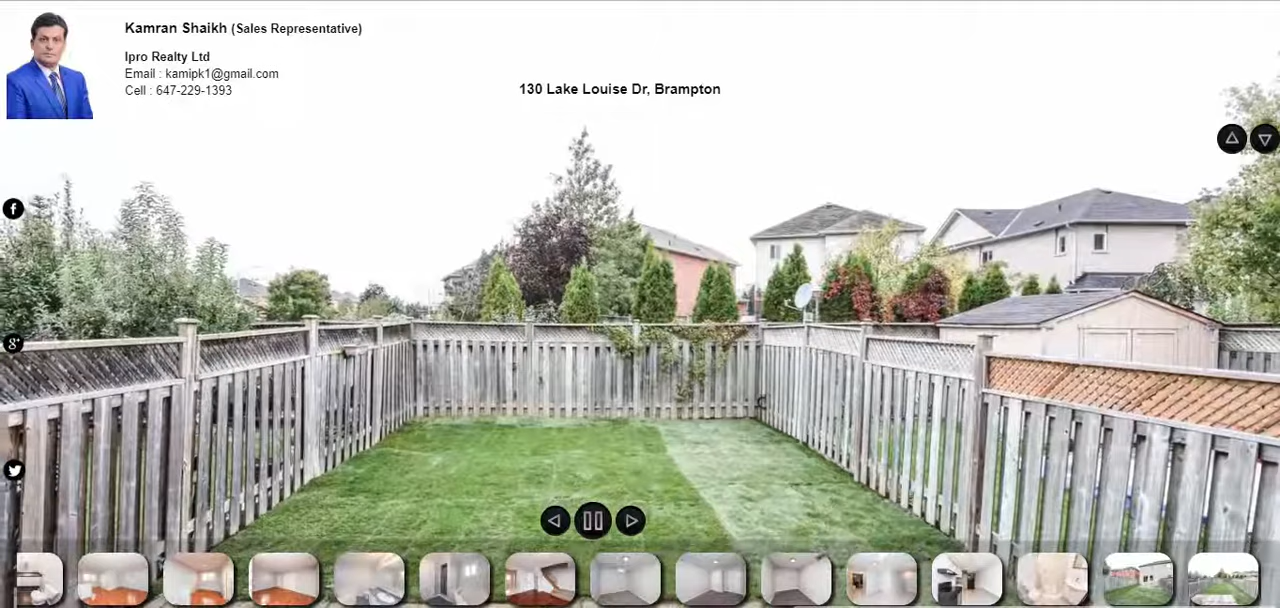 Kamran Shaikh (Sales Representative)
Ipro Realty Ltd
Email : kamipk1@gmail.com
Cell : 647-229-1393
130 Lake Louise Dr, Brampton